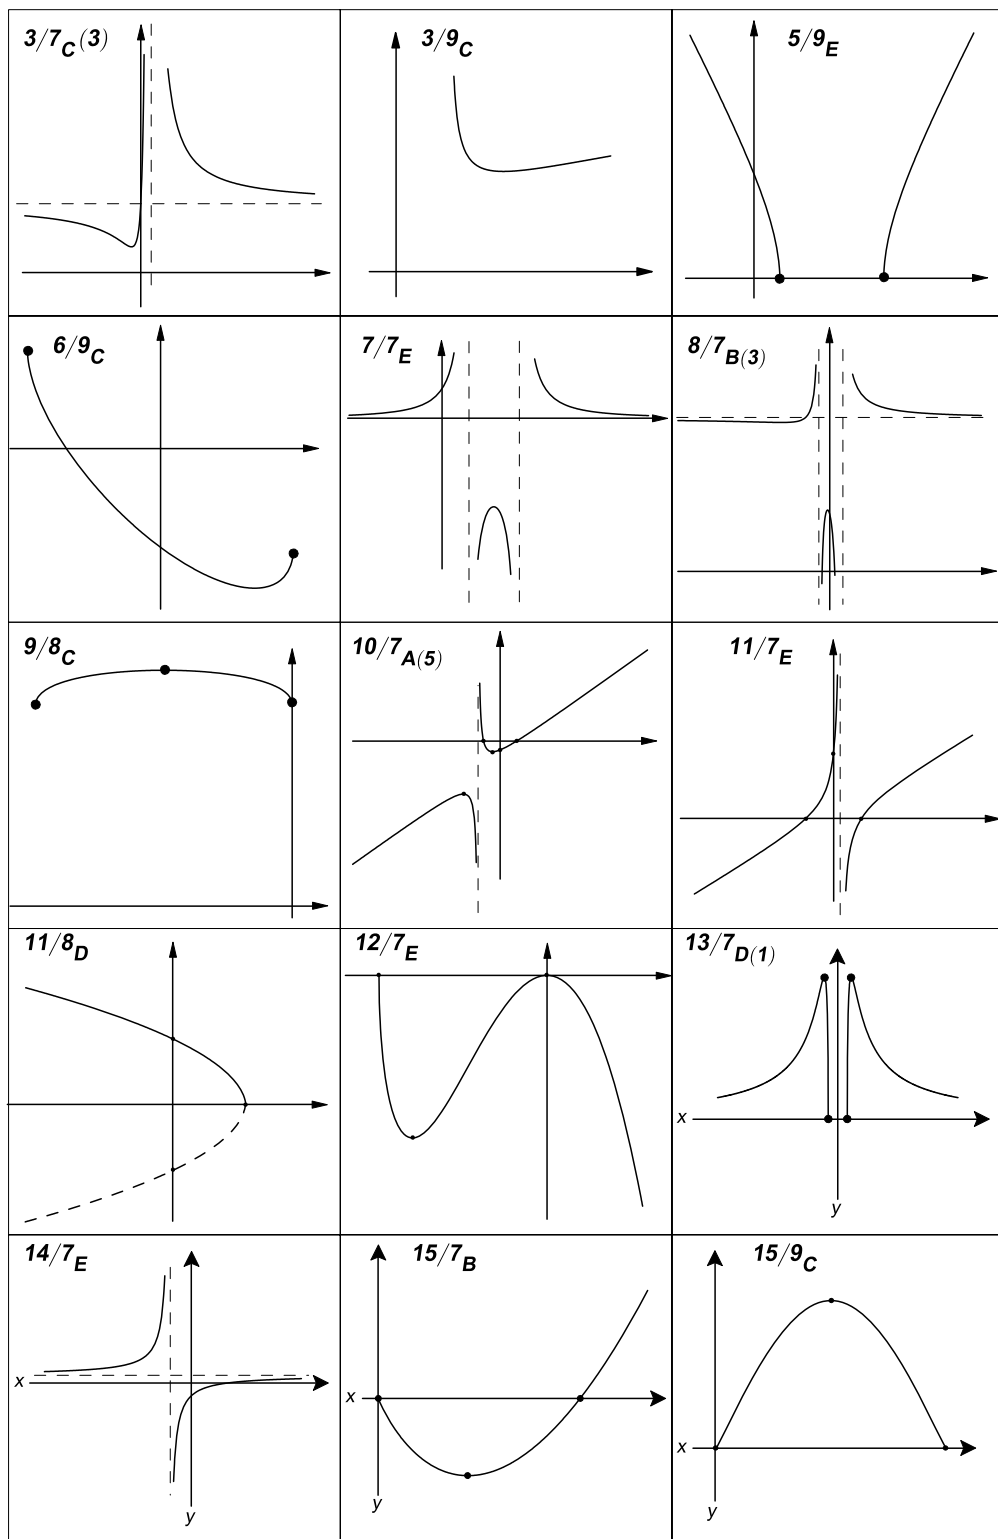 3/7C(3)
3/9C
5/9E
6/9C
7/7E
8/7B(3)
9/8C
10/7A(5)
11/7E
11/8D
12/7E
13/7D(1)
x
y
14/7E
x
y
15/7B
x
y
15/9C
x
y